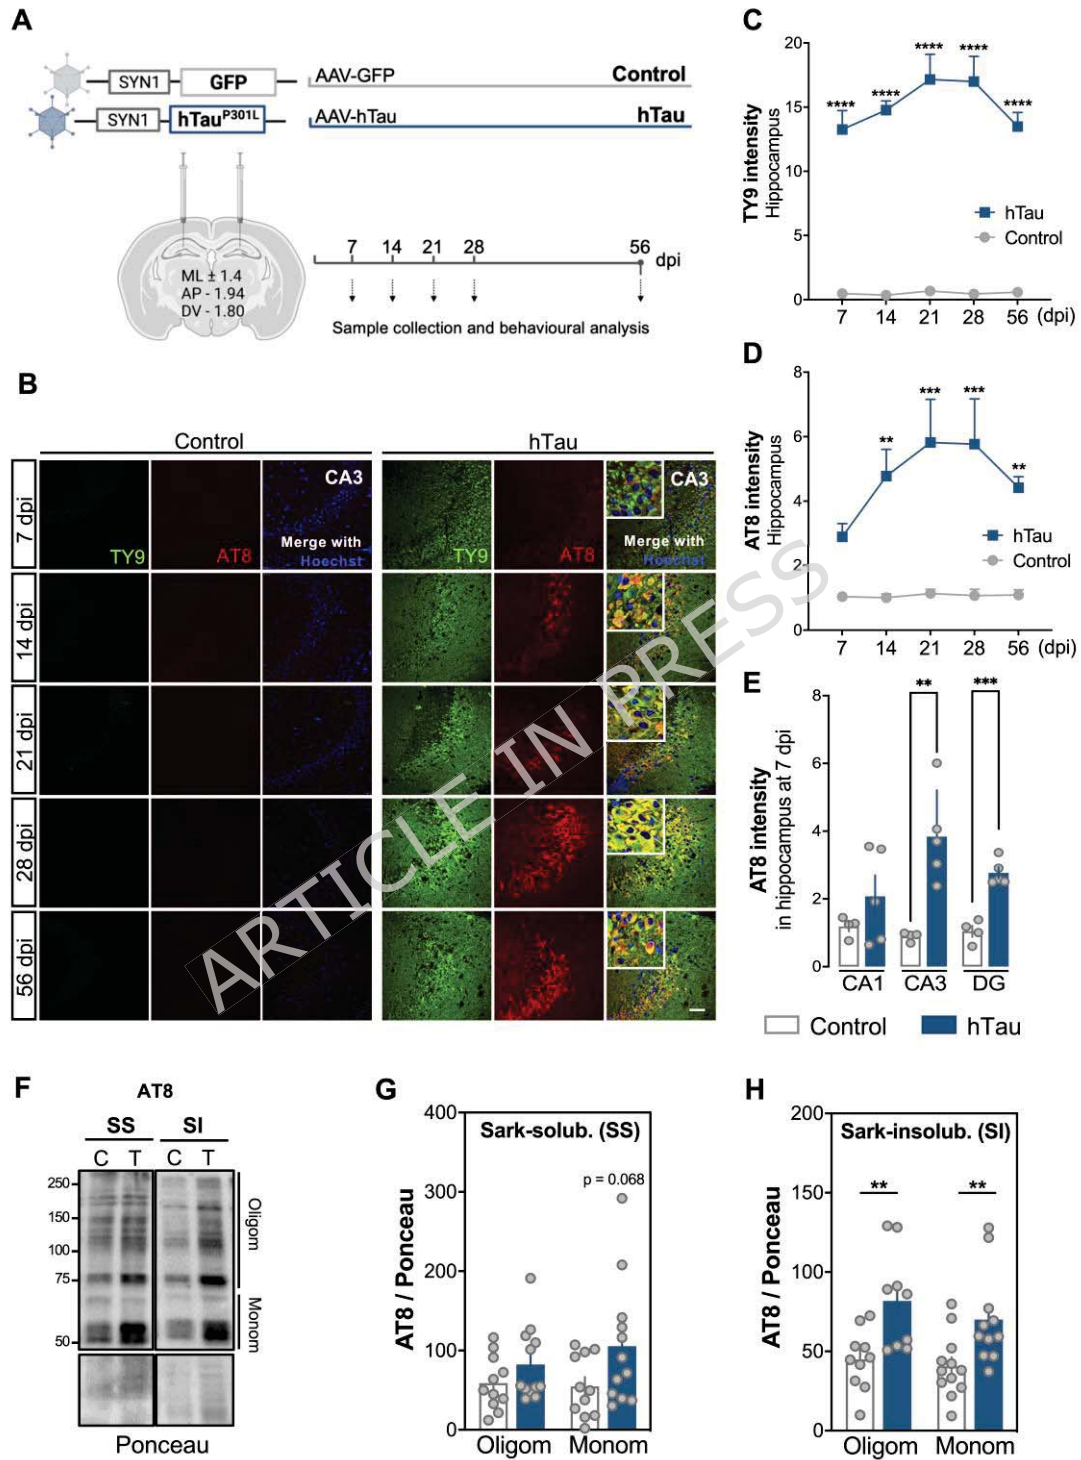 A
SYN1 GFP AAV-GFP Control
SYN1 hTauP301L AAV-hTau hTau
ML ± 1.4
AP - 1.94
DV - 1.80
7 14 21 28 56 dpi
Sample collection and behavioural analysis
B
Control hTau
7 dpi
TY9 AT8 CA3 Merge with Hoechst
TY9 AT8 CA3 Merge with Hoechst
14 dpi
21 dpi
28 dpi
56 dpi
ARTICLE IN PRESS
C
TY9 intensity
Hippocampus
20
15
10
5
0
**** **** **** **** ****
hTau
Control
7 14 21 28 56 (dpi)
D
AT8 intensity
Hippocampus
8
6
4
2
0
** *** *** **
hTau
Control
7 14 21 28 56 (dpi)
E
AT8 intensity
in hippocampus at 7 dpi
8
6
4
2
0
** ***
CA1 CA3 DG
Control hTau
F
AT8
SS SI
C T C T
250
150
100
75
50
Oligom
Monom
Ponceau
G
AT8 / Ponceau
400
300
200
100
0
Sark-solub. (SS)
p = 0.068
Oligom Monom
H
AT8 / Ponceau
200
150
100
50
0
Sark-insolub. (SI)
** **
Oligom Monom